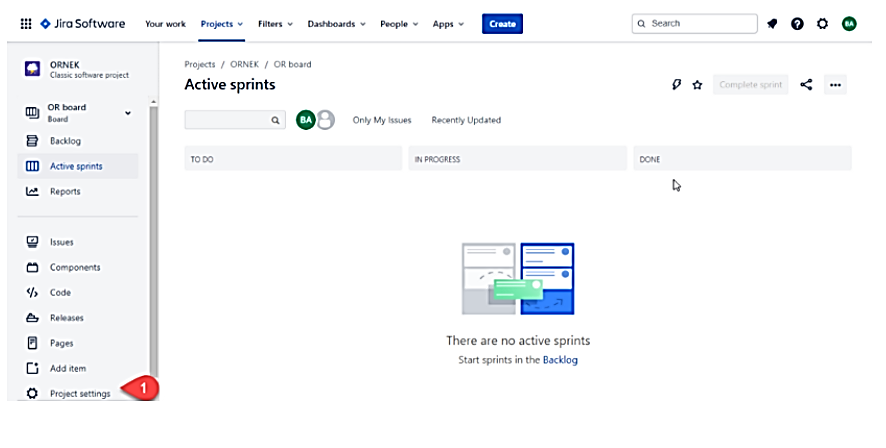 Jira Software Your work Projects Filters Dashboards People Apps Create Search BA
ORNEK
Classic software project
OR board
Board
Backlog
Active sprints
Reports
Issues
Components
Code
Releases
Pages
Add item
Project settings 1
Projects / ORNEK / OR board
Active sprints Complete sprint
BA Only My Issues Recently Updated
TO DO IN PROGRESS DONE
There are no active sprints
Start sprints in the Backlog